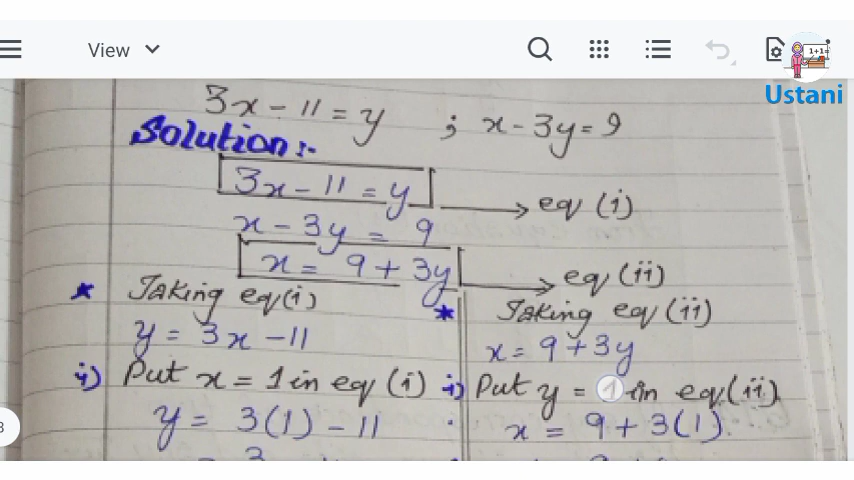 View
1+1=
Ustani
3x - 11 = y ; x - 3y = 9
Solution:-
3x - 11 = y → eq (i)
x - 3y = 9
x = 9 + 3y → eq (ii)
* Taking eq(i)
y = 3x - 11
i) Put x = 1 in eq (i)
y = 3(1) - 11
* Taking eq (ii)
x = 9 + 3y
i) Put y = 1 in eq(ii).
x = 9 + 3(1).